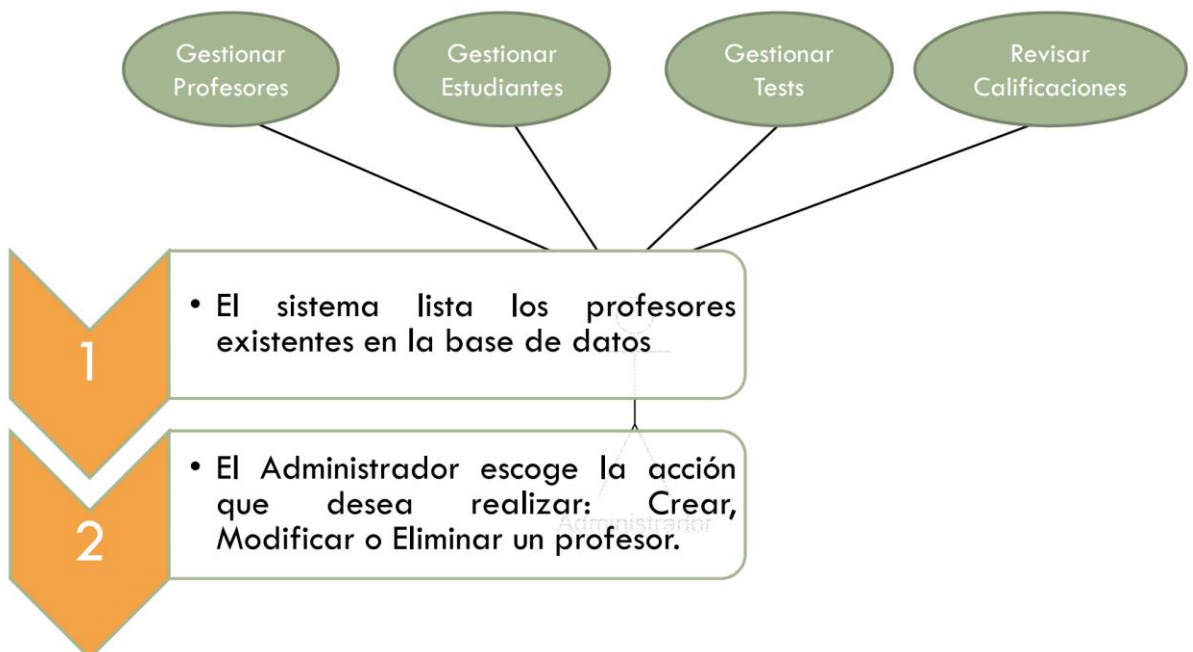 Gestionar
Profesores
Gestionar
Estudiantes
Gestionar
Tests
Revisar
Calificaciones
1
• El sistema lista los profesores
existentes en la base de datos
2
• El Administrador escoge la acción
que desea realizar: Crear,
Modificar o Eliminar un profesor.
Administrador